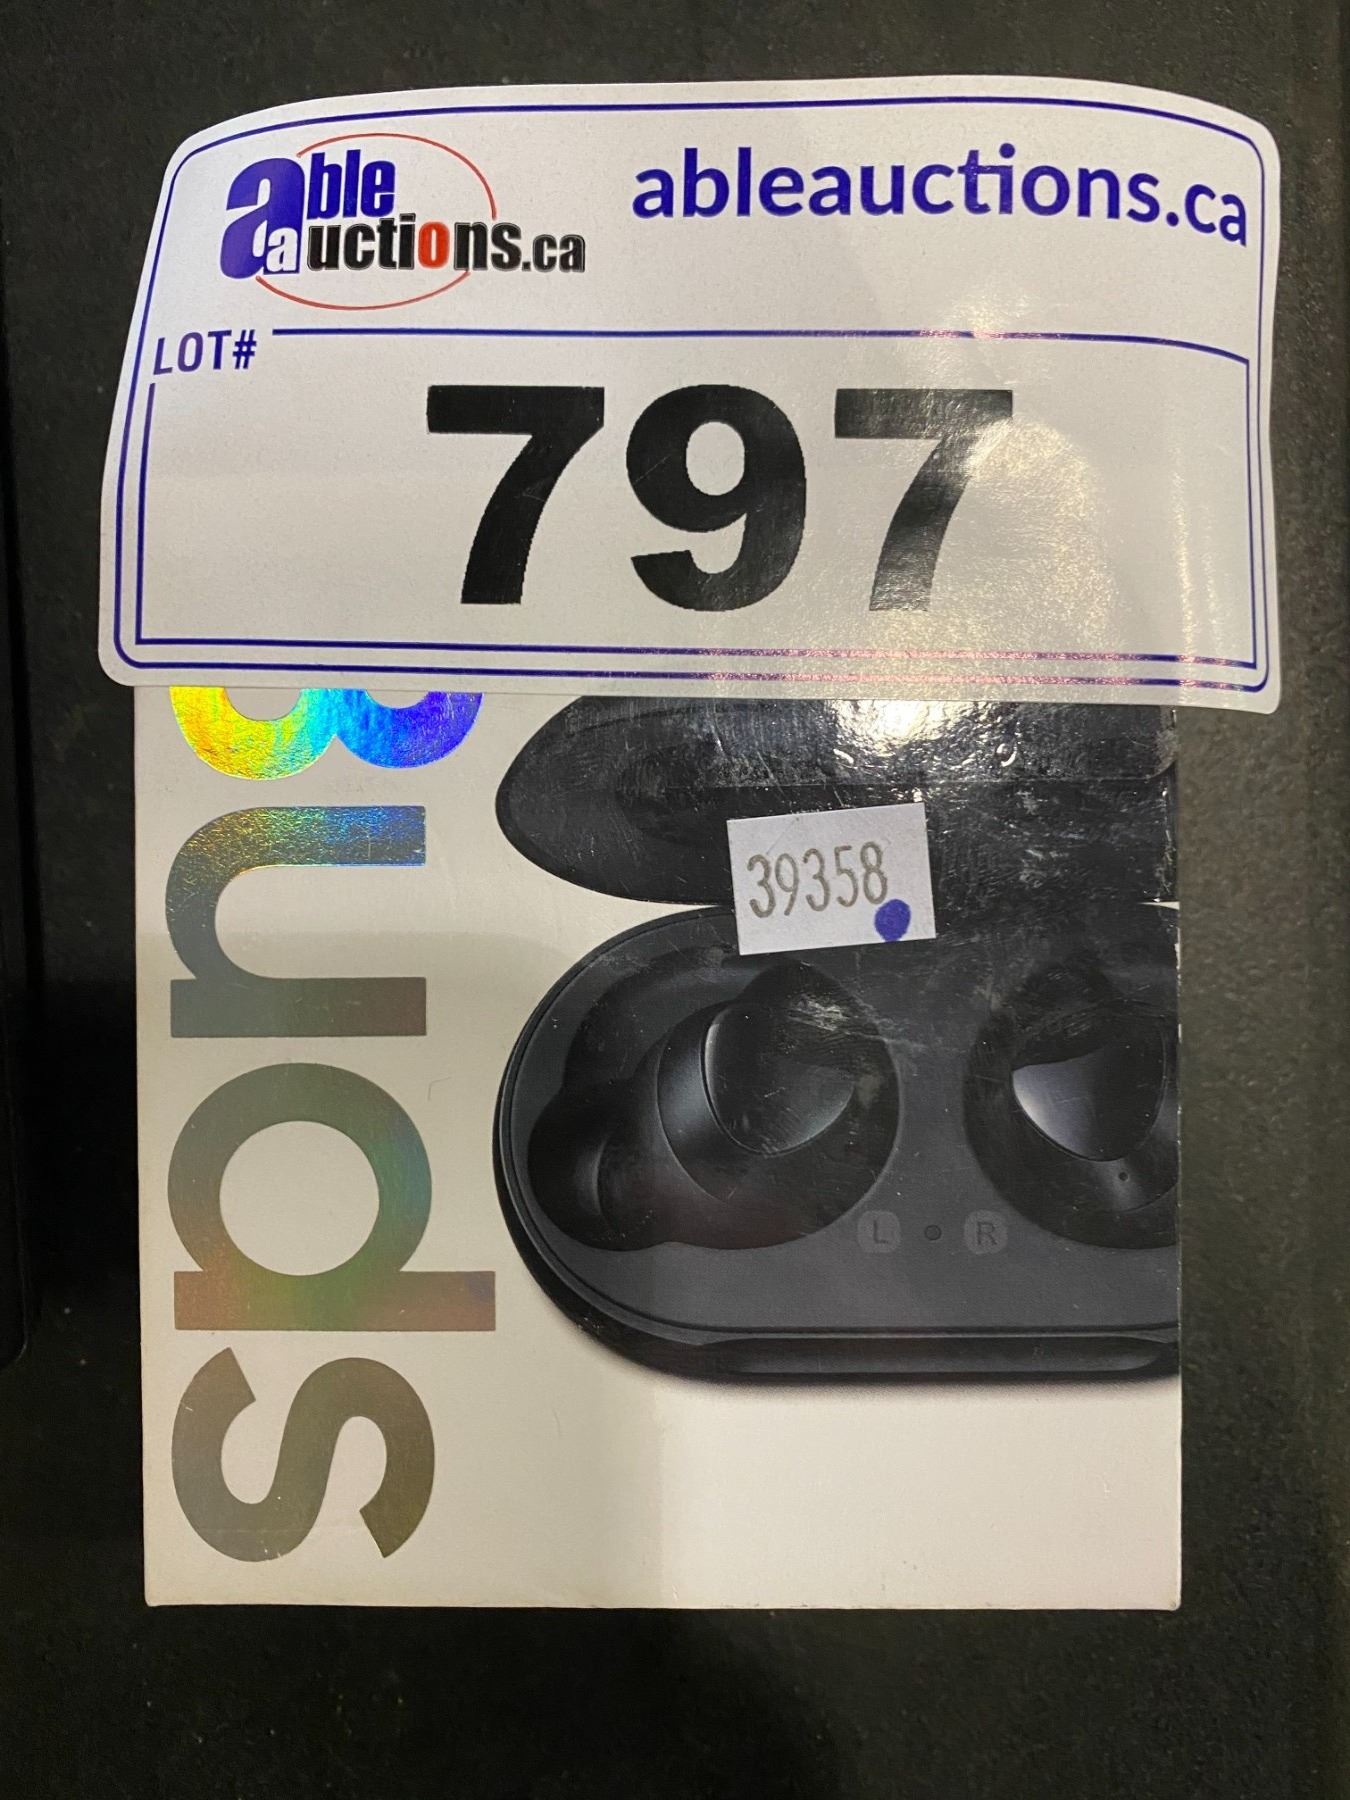 able auctions.ca
ableauctions.ca
LOT#
797
39358
L R
Buds